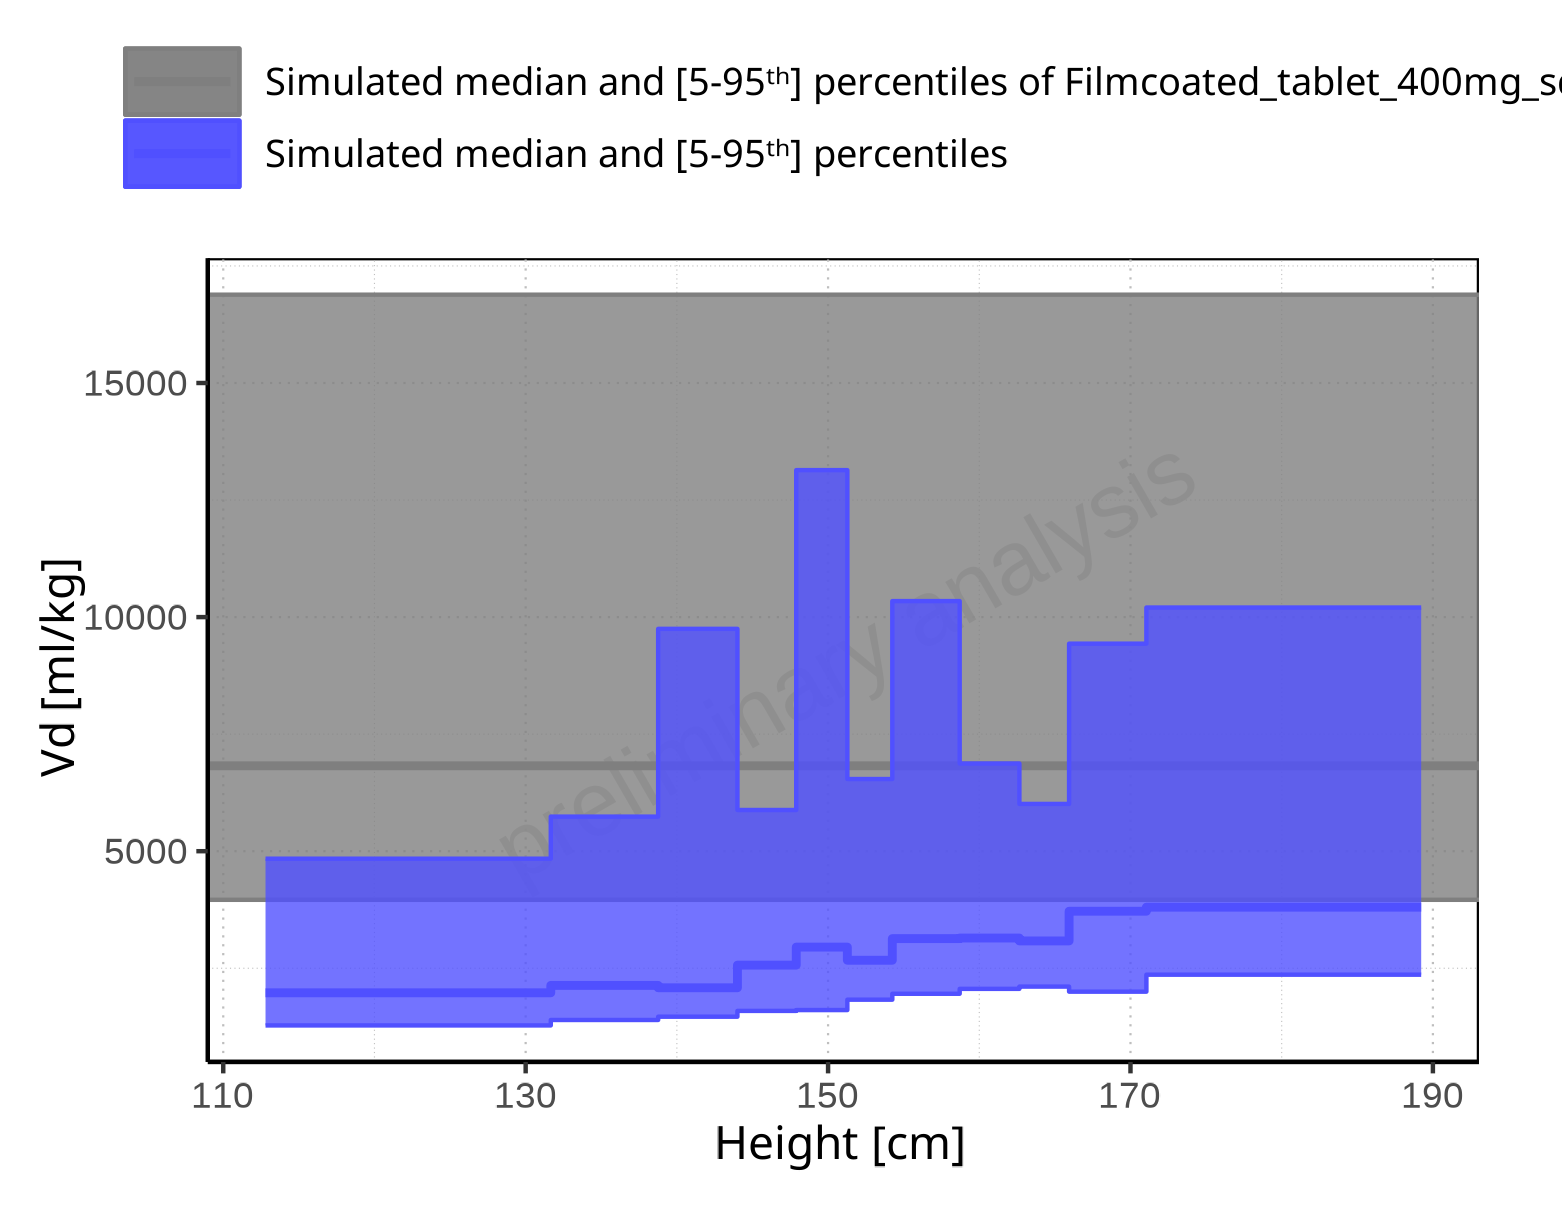 Simulated median and [5-95ᵗʰ] percentiles of Filmcoated_tablet_400mg_
Simulated median and [5-95ᵗʰ] percentiles
15000
10000
5000
Vd [ml/kg]
preliminary analysis
110 130 150 170 190
Height [cm]